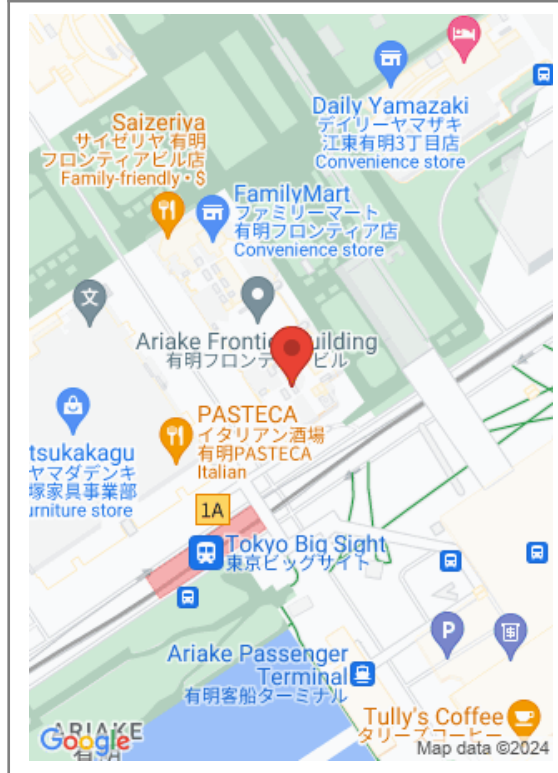 Daily Yamazaki
デイリーヤマザキ
江東有明3丁目店
Convenience store
Saizeriya
サイゼリヤ 有明
フロンティアビル店
Family-friendly • $
FamilyMart
ファミリーマート
有明フロンティア店
Convenience store
文
Ariake Frontie Building
有明フロンテ ビル
PASTECA
イタリアン酒場
有明PASTECA
Italian
tsukakagu
ヤマダデンキ
塚家具事業部
urniture store
1A
Tokyo Big Sight
東京ビッグサイト
P
$
Ariake Passenger
Terminal
有明客船ターミナル
Tully's Coffee
タリーズコーヒー
ARIAKE
有明
Google
Map data ©2024